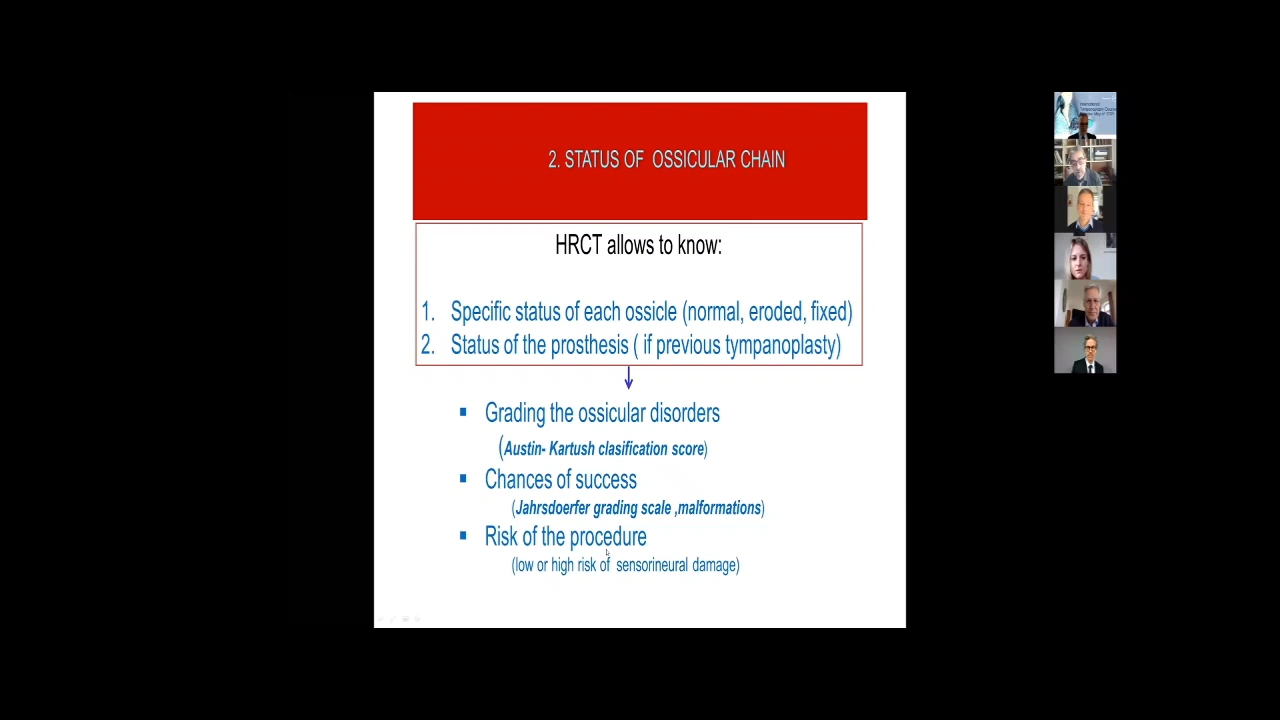 2. STATUS OF OSSICULAR CHAIN
HRCT allows to know:
1. Specific status of each ossicle (normal, eroded, fixed)
2. Status of the prosthesis ( if previous tympanoplasty)
▪ Grading the ossicular disorders
(Austin- Kartush clasification score)
▪ Chances of success
(Jahrsdoerfer grading scale ,malformations)
▪ Risk of the procedure
(low or high risk of sensorineural damage)
International